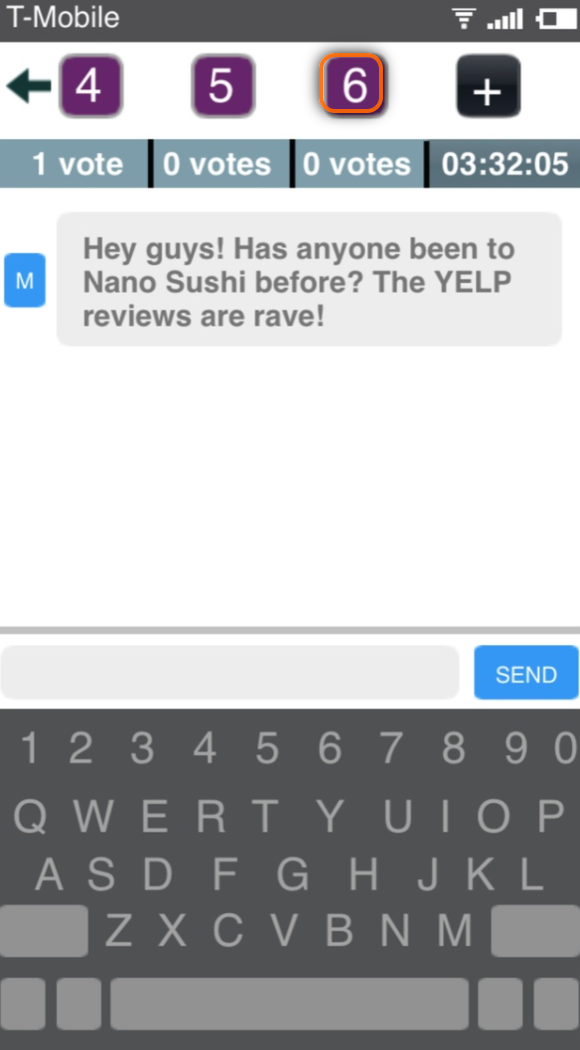 T-Mobile
4 5 6 +
1 vote 0 votes 0 votes 03:32:05
M
Hey guys! Has anyone been to
Nano Sushi before? The YELP
reviews are rave!
SEND
1 2 3 4 5 6 7 8 9 0
Q W E R T Y U I O P
A S D F G H J K L
Z X C V B N M